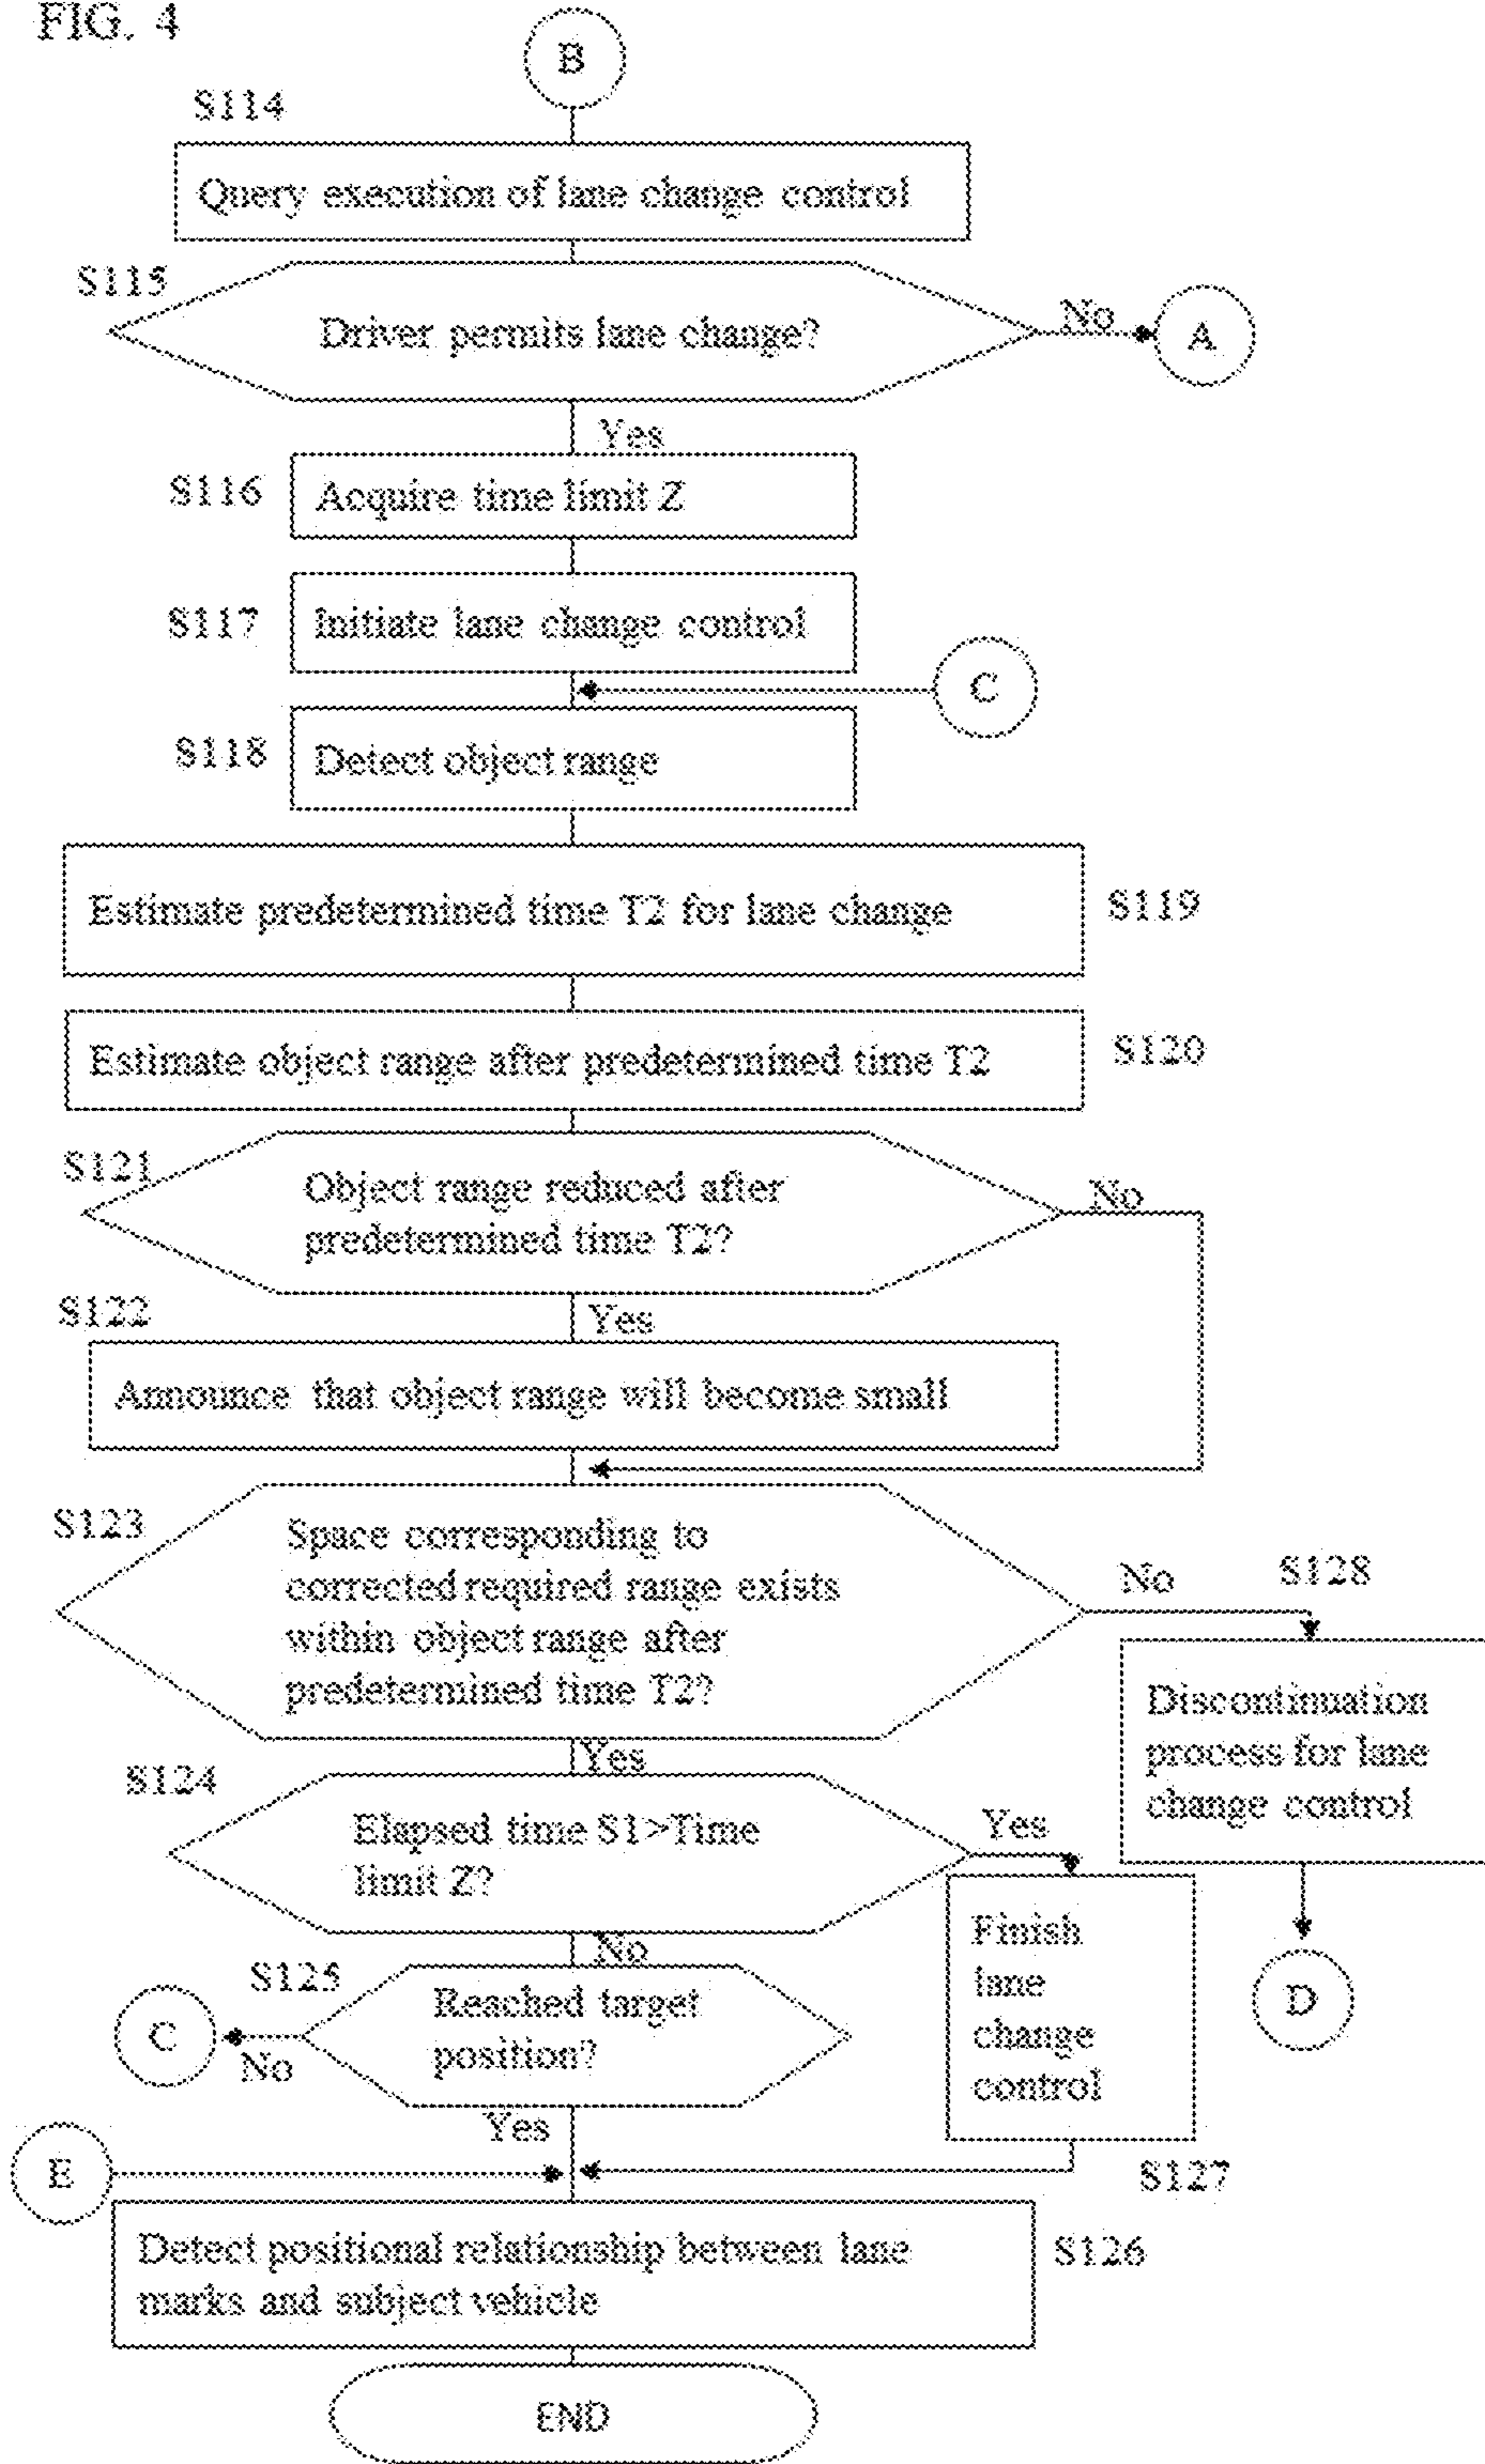 FIG. 4
B
S114
Query execution of lane change control
S115
Driver permits lane change?
No
A
Yes
S116
Acquire time limit Z
S117
Initiate lane change control
C
S118
Detect object range
Estimate predetermined time T2 for lane change
S119
Estimate object range after predetermined time T2
S120
S121
Object range reduced after
predetermined time T2?
No
S122
Yes
Announce that object range will become small
S123
Space corresponding to
corrected required range exists
within object range after
predetermined time T2?
No
S128
Discontinuation
process for lane
change control
Yes
S124
Elapsed time S1>Time
limit Z?
Yes
Finish
lane
change
control
D
No
S125
Reached target
position?
C
No
Yes
E
S127
Detect positional relationship between lane
marks and subject vehicle
S126
END